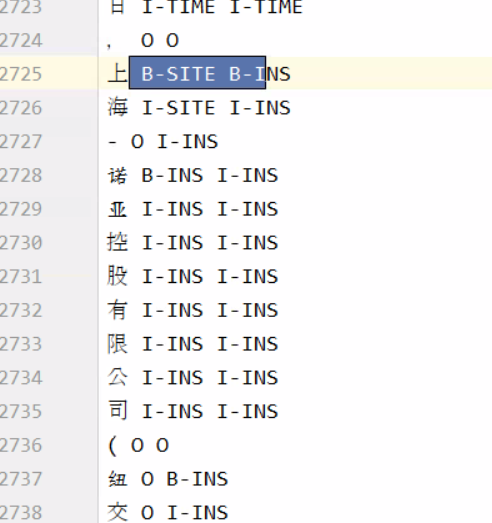 2723 日 I-TIME I-TIME
2724 , O O
2725 上 B-SITE B-INS
2726 海 I-SITE I-INS
2727 - O I-INS
2728 诺 B-INS I-INS
2729 亚 I-INS I-INS
2730 控 I-INS I-INS
2731 股 I-INS I-INS
2732 有 I-INS I-INS
2733 限 I-INS I-INS
2734 公 I-INS I-INS
2735 司 I-INS I-INS
2736 ( O O
2737 纽 O B-INS
2738 交 O I-INS